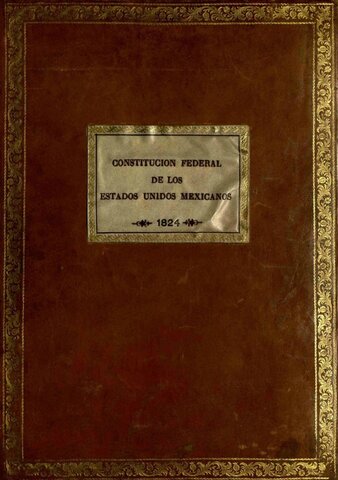 CONSTITUCION FEDERAL
DE LOS
ESTADOS UNIDOS MEXICANOS
1824